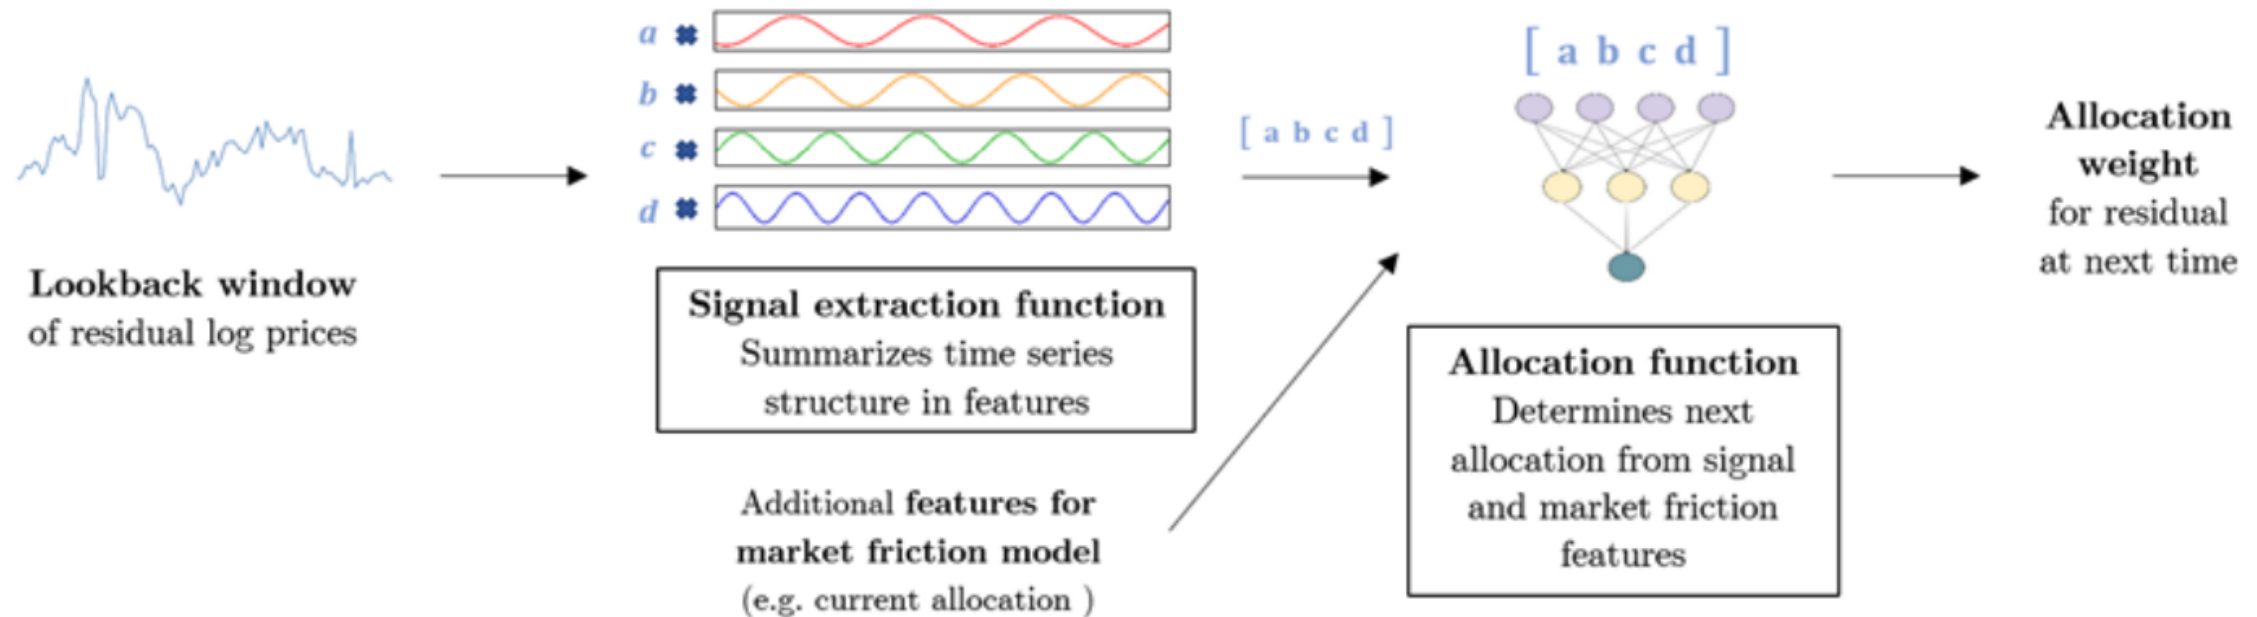 Lookback window
of residual log prices
a ✖
b ✖
c ✖
d ✖
Signal extraction function
Summarizes time series
structure in features
Additional features for
market friction model
(e.g. current allocation )
[ a b c d ]
[ a b c d ]
Allocation function
Determines next
allocation from signal
and market friction
features
Allocation
weight
for residual
at next time